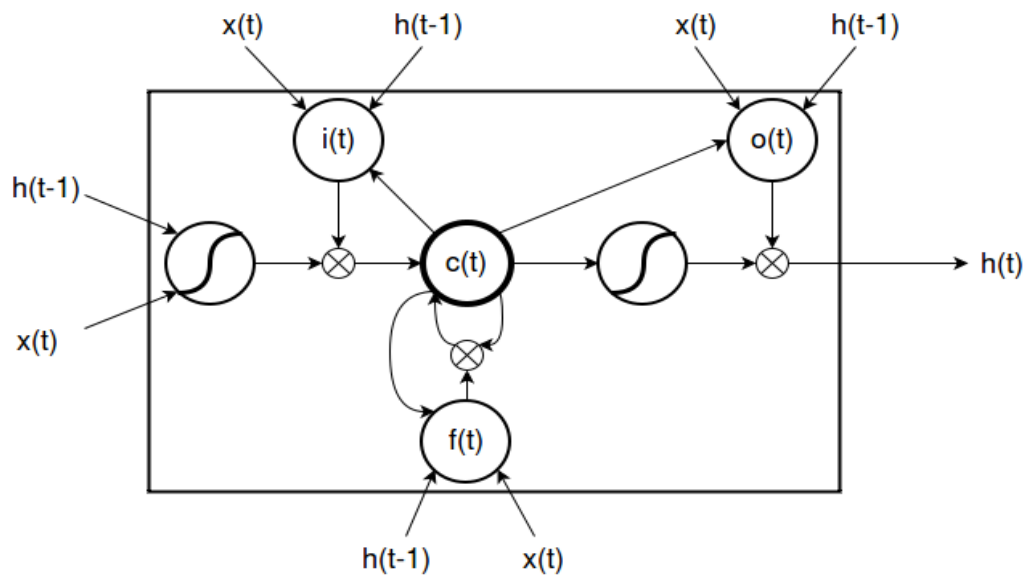 x(t) h(t-1) x(t) h(t-1)
i(t) o(t)
h(t-1)
c(t) h(t)
x(t)
f(t)
h(t-1) x(t)